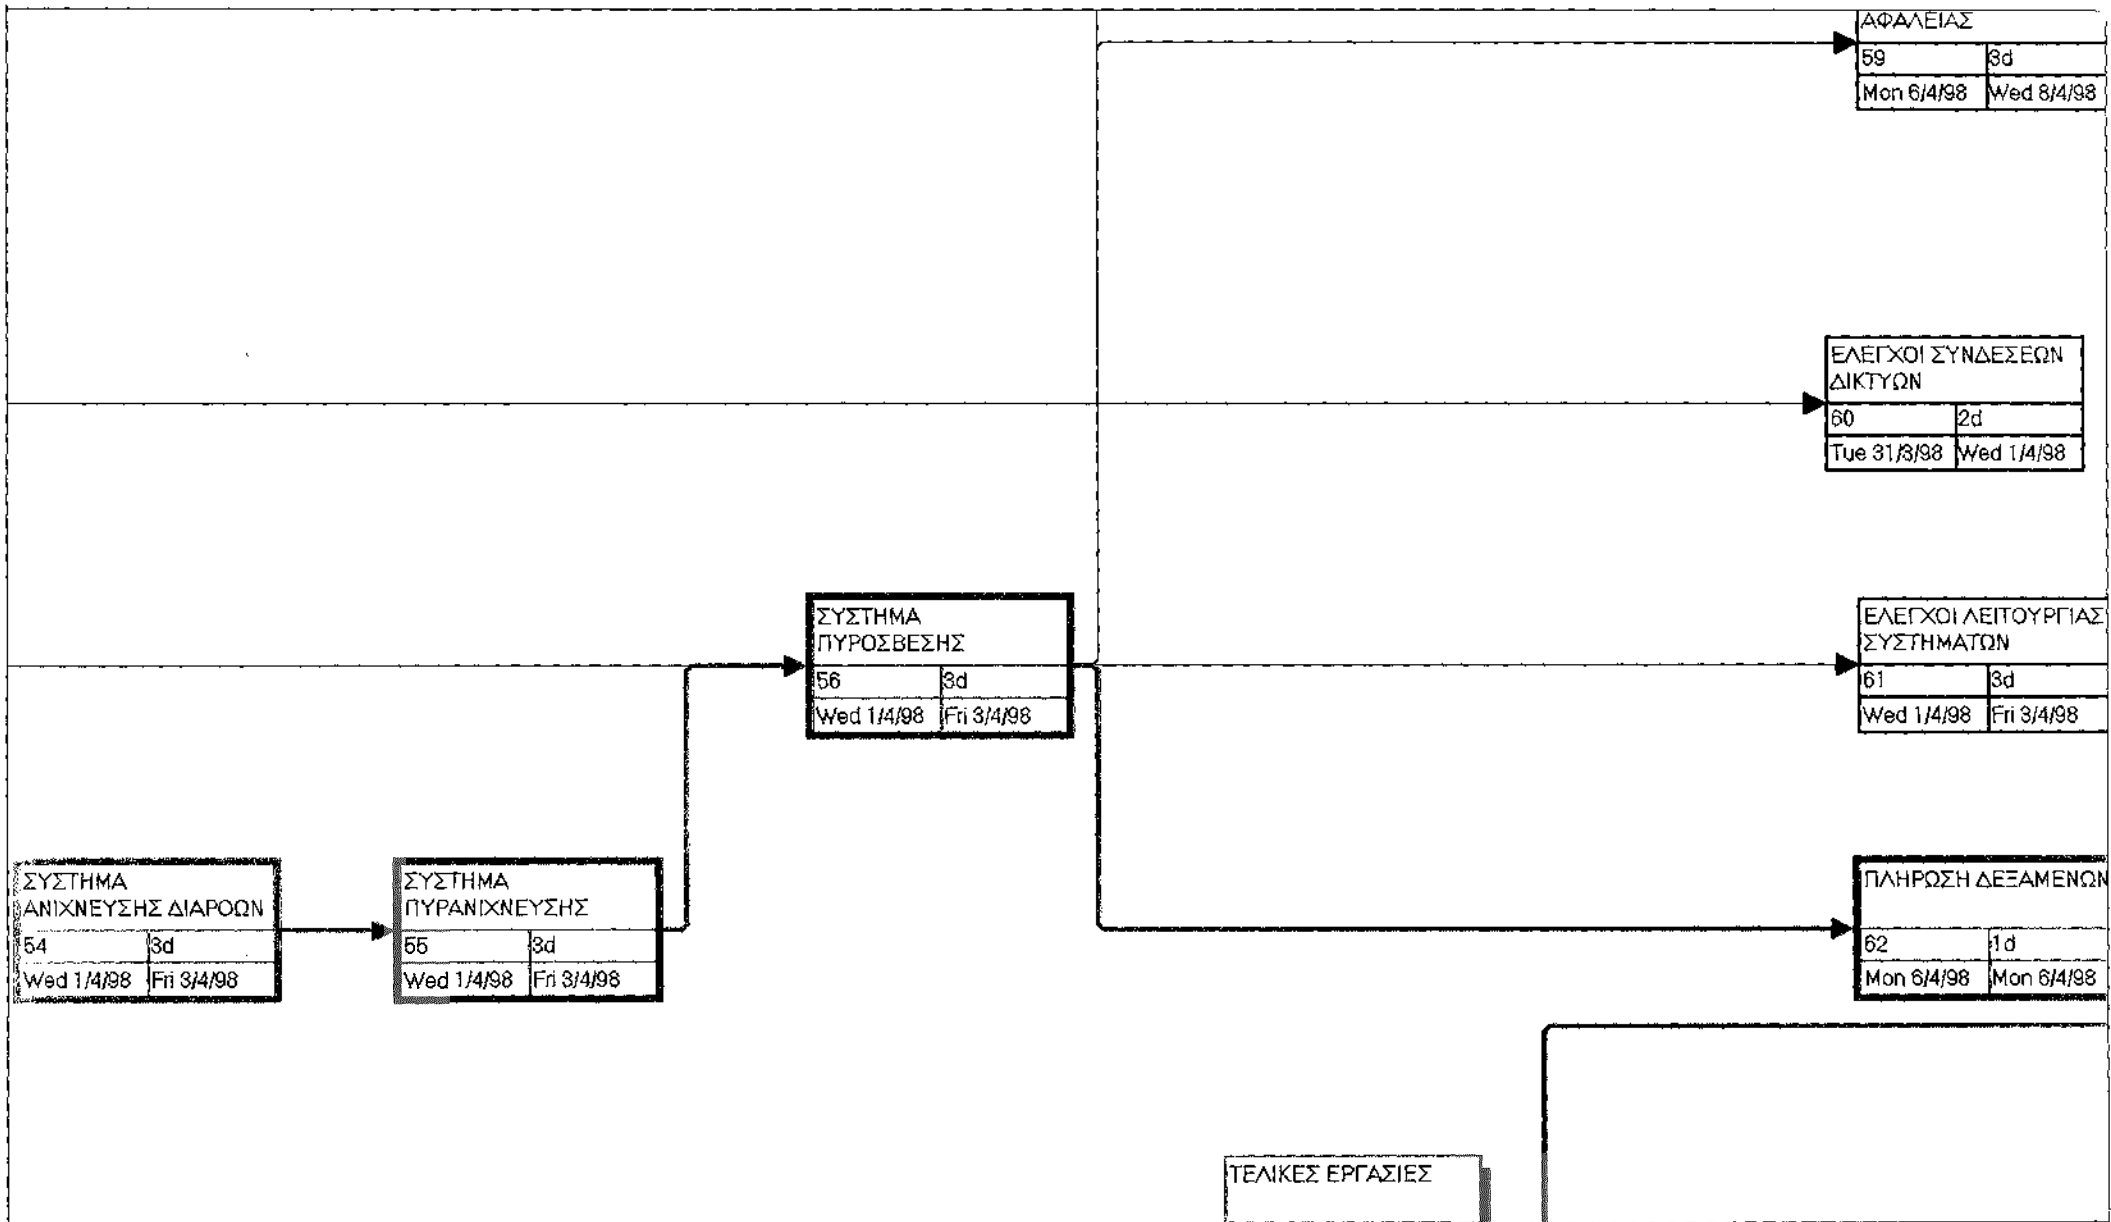 ΑΦΑΛΕΙΑΣ
59 3d
Mon 6/4/98 Wed 8/4/98
ΕΛΕΓΧΟΙ ΣΥΝΔΕΣΕΩΝ
ΔΙΚΤΥΩΝ
60 2d
Tue 31/3/98 Wed 1/4/98
ΣΥΣΤΗΜΑ
ΠΥΡΟΣΒΕΣΗΣ
56 3d
Wed 1/4/98 Fri 3/4/98
ΕΛΕΓΧΟΙ ΛΕΙΤΟΥΡΓΙΑΣ
ΣΥΣΤΗΜΑΤΩΝ
61 3d
Wed 1/4/98 Fri 3/4/98
ΣΥΣΤΗΜΑ
ΑΝΙΧΝΕΥΣΗΣ ΔΙΑΡΟΩΝ
54 3d
Wed 1/4/98 Fri 3/4/98
ΣΥΣΤΗΜΑ
ΠΥΡΑΝΙΧΝΕΥΣΗΣ
55 3d
Wed 1/4/98 Fri 3/4/98
ΠΛΗΡΩΣΗ ΔΕΞΑΜΕΝΩΝ
62 1d
Mon 6/4/98 Mon 6/4/98
ΤΕΛΙΚΕΣ ΕΡΓΑΣΙΕΣ